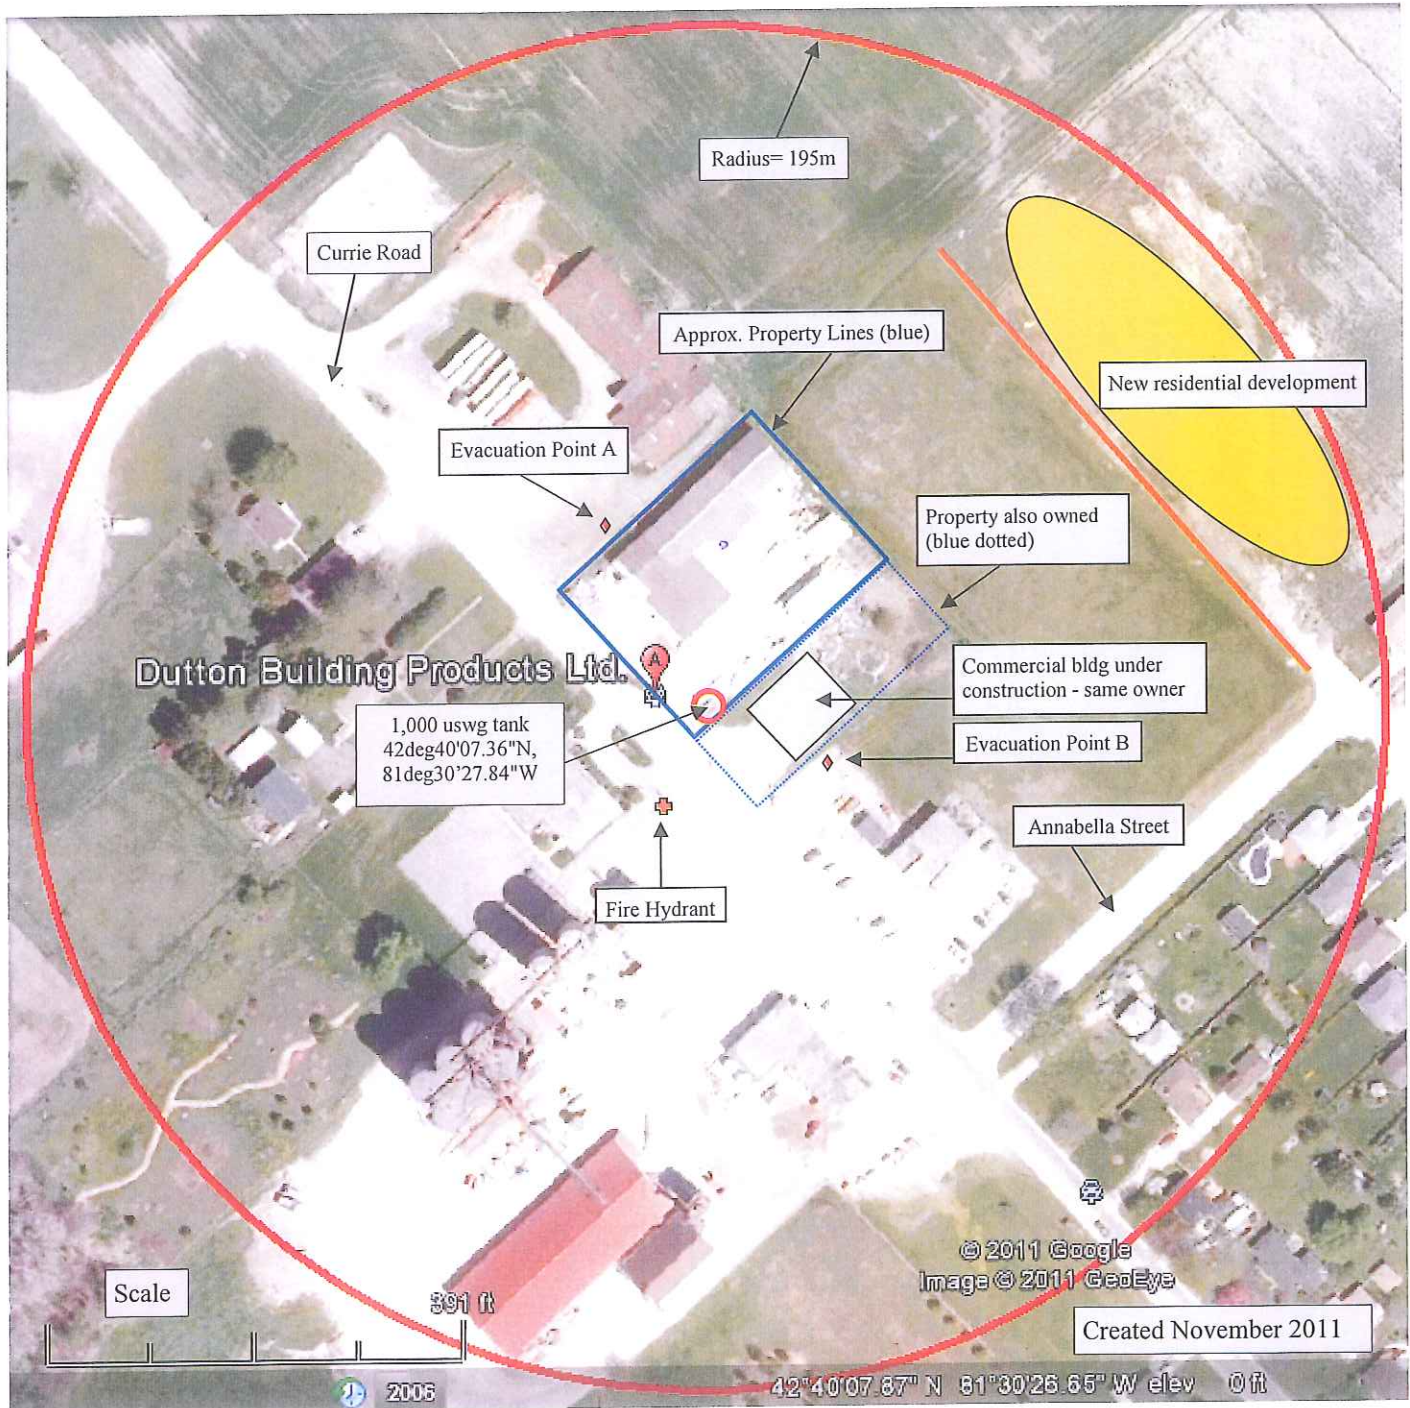 Radius= 195m
Currie Road
Approx. Property Lines (blue)
New residential development
Evacuation Point A
Property also owned
(blue dotted)
A
Dutton Building Products Ltd.
Commercial bldg under
construction - same owner
1,000 uswg tank
42deg40'07.36"N,
81deg30'27.84"W
Evacuation Point B
Annabella Street
Fire Hydrant
© 2011 Google
Image © 2011 GeoEye
Scale
391 ft
Created November 2011
2006
42°40'07.87" N 81°30'26.65" W elev 0 ft